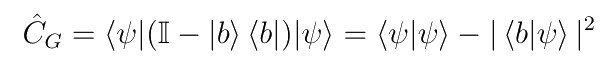 Ĉ_G = ⟨ψ|(𝕀 − |b⟩ ⟨b|)|ψ⟩ = ⟨ψ|ψ⟩ − | ⟨b|ψ⟩ |²